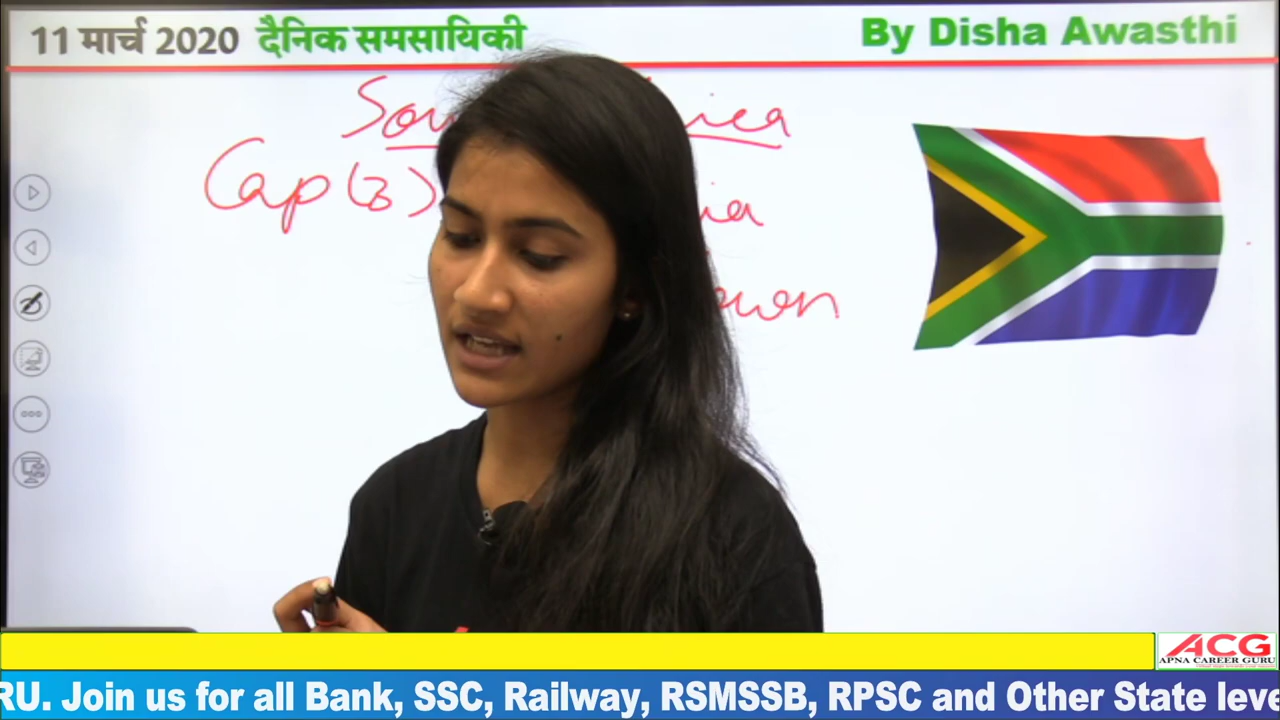 11 मार्च 2020 दैनिक समसायिकी
By Disha Awasthi
Cap (3)
ACG
APNA CAREER GURU
RU. Join us for all Bank, SSC, Railway, RSMSSB, RPSC and Other State leve